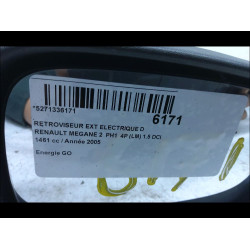 *5271336171
6171
RETROVISEUR EXT ELECTRIQUE D
RENAULT MEGANE 2 PH1 4P (LM) 1.5 DCI
1461 cc / Année 2005
Energie GO